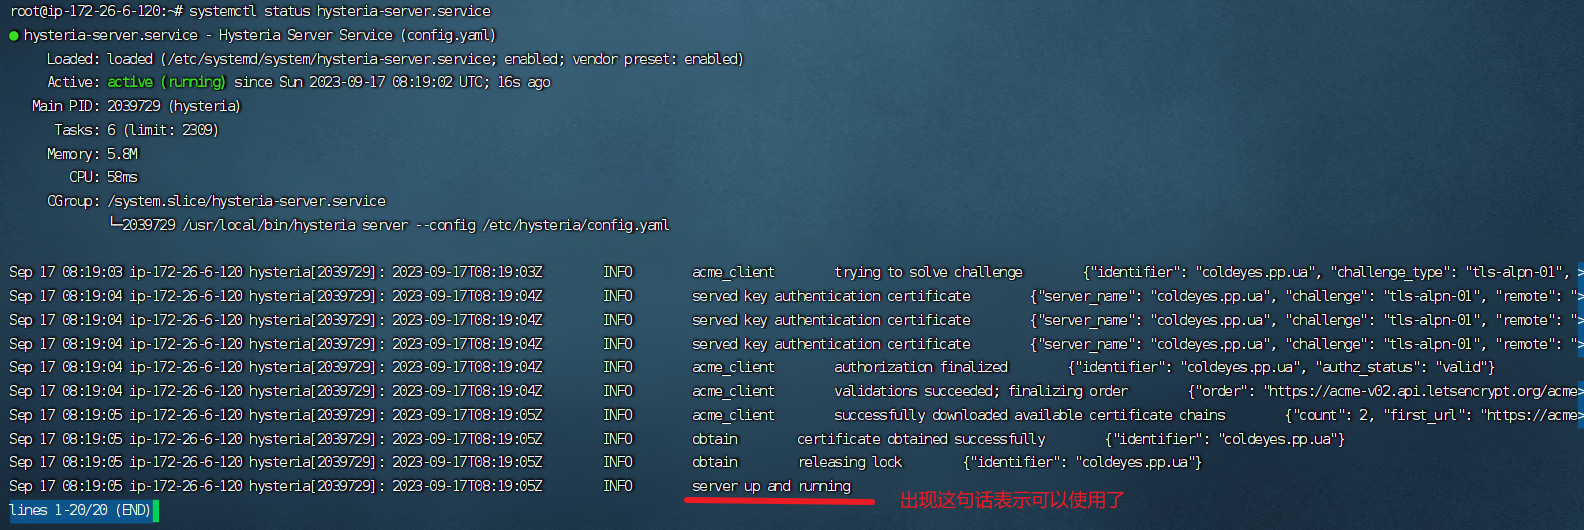 root@ip-172-26-6-120:~# systemctl status hysteria-server.service
● hysteria-server.service - Hysteria Server Service (config.yaml)
Loaded: loaded (/etc/systemd/system/hysteria-server.service; enabled; vendor preset: enabled)
Active: active (running) since Sun 2023-09-17 08:19:02 UTC; 16s ago
Main PID: 2039729 (hysteria)
Tasks: 6 (limit: 2309)
Memory: 5.8M
CPU: 58ms
CGroup: /system.slice/hysteria-server.service
└─2039729 /usr/local/bin/hysteria server --config /etc/hysteria/config.yaml
Sep 17 08:19:03 ip-172-26-6-120 hysteria[2039729]: 2023-09-17T08:19:03Z INFO acme_client trying to solve challenge {"identifier": "coldeyes.pp.ua", "challenge_type": "tls-alpn-01", >
Sep 17 08:19:04 ip-172-26-6-120 hysteria[2039729]: 2023-09-17T08:19:04Z INFO served key authentication certificate {"server_name": "coldeyes.pp.ua", "challenge": "tls-alpn-01", "remote": ">
Sep 17 08:19:04 ip-172-26-6-120 hysteria[2039729]: 2023-09-17T08:19:04Z INFO served key authentication certificate {"server_name": "coldeyes.pp.ua", "challenge": "tls-alpn-01", "remote": ">
Sep 17 08:19:04 ip-172-26-6-120 hysteria[2039729]: 2023-09-17T08:19:04Z INFO served key authentication certificate {"server_name": "coldeyes.pp.ua", "challenge": "tls-alpn-01", "remote": ">
Sep 17 08:19:04 ip-172-26-6-120 hysteria[2039729]: 2023-09-17T08:19:04Z INFO acme_client authorization finalized {"identifier": "coldeyes.pp.ua", "authz_status": "valid"}
Sep 17 08:19:04 ip-172-26-6-120 hysteria[2039729]: 2023-09-17T08:19:04Z INFO acme_client validations succeeded; finalizing order {"order": "https://acme-v02.api.letsencrypt.org/acme>
Sep 17 08:19:05 ip-172-26-6-120 hysteria[2039729]: 2023-09-17T08:19:05Z INFO acme_client successfully downloaded available certificate chains {"count": 2, "first_url": "https://acme>
Sep 17 08:19:05 ip-172-26-6-120 hysteria[2039729]: 2023-09-17T08:19:05Z INFO obtain certificate obtained successfully {"identifier": "coldeyes.pp.ua"}
Sep 17 08:19:05 ip-172-26-6-120 hysteria[2039729]: 2023-09-17T08:19:05Z INFO obtain releasing lock {"identifier": "coldeyes.pp.ua"}
Sep 17 08:19:05 ip-172-26-6-120 hysteria[2039729]: 2023-09-17T08:19:05Z INFO server up and running
出现这句话表示可以使用了
lines 1-20/20 (END)